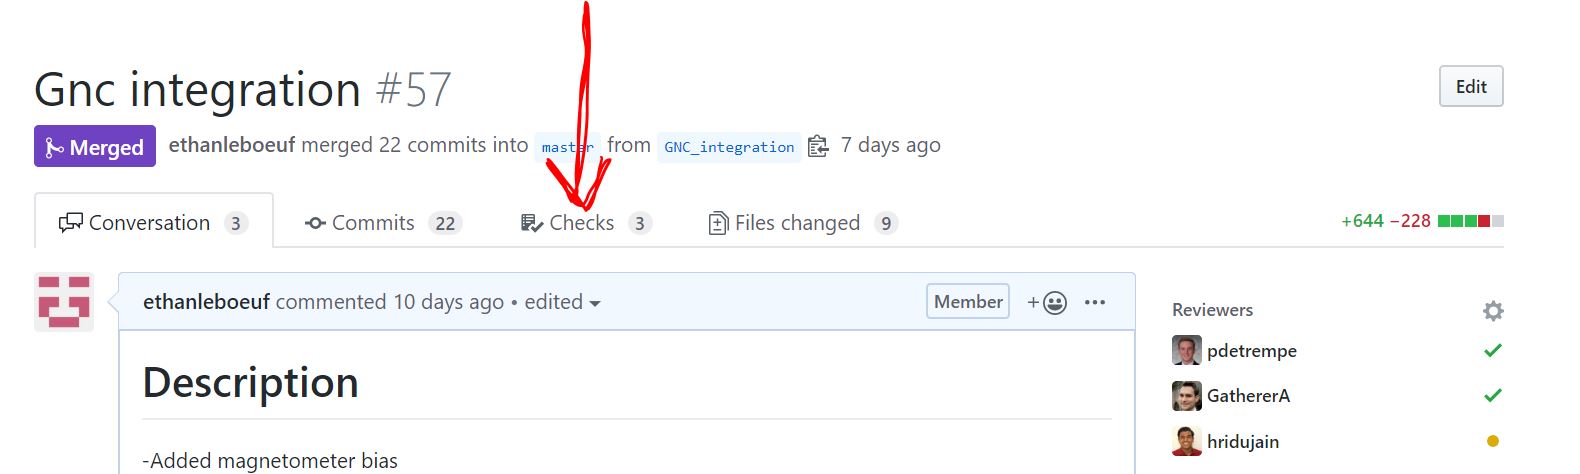 Gnc integration #57
Edit
Merged ethanleboeuf merged 22 commits into master from GNC_integration 7 days ago
Conversation 3 Commits 22 Checks 3 Files changed 9 +644 −228
ethanleboeuf commented 10 days ago • edited Member
Reviewers
pdetrempe
GathererA
hridujain
Description
-Added magnetometer bias